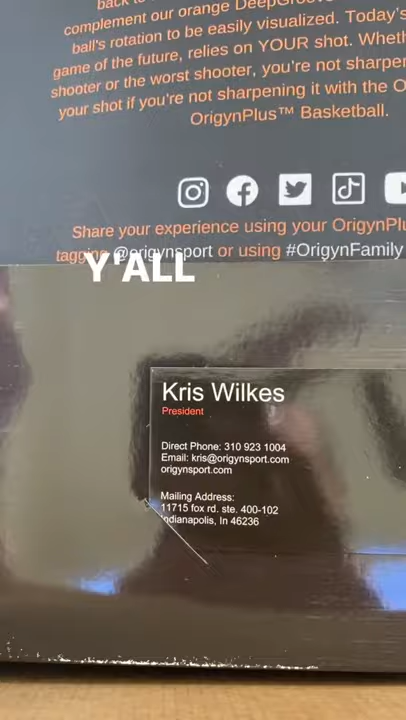 back to
complement our orange DeepGroove
ball's rotation to be easily visualized. Today's
game of the future, relies on YOUR shot. Wheth
shooter or the worst shooter, you're not sharpen
your shot if you're not sharpening it with the O
OrigynPlus™ Basketball.
Share your experience using your OrigynPlu
tagging @origynsport or using #OrigynFamily
Y'ALL
Kris Wilkes
President
Direct Phone: 310 923 1004
Email: kris@origynsport.com
origynsport.com
Mailing Address:
11715 fox rd. ste. 400-102
Indianapolis, In 46236